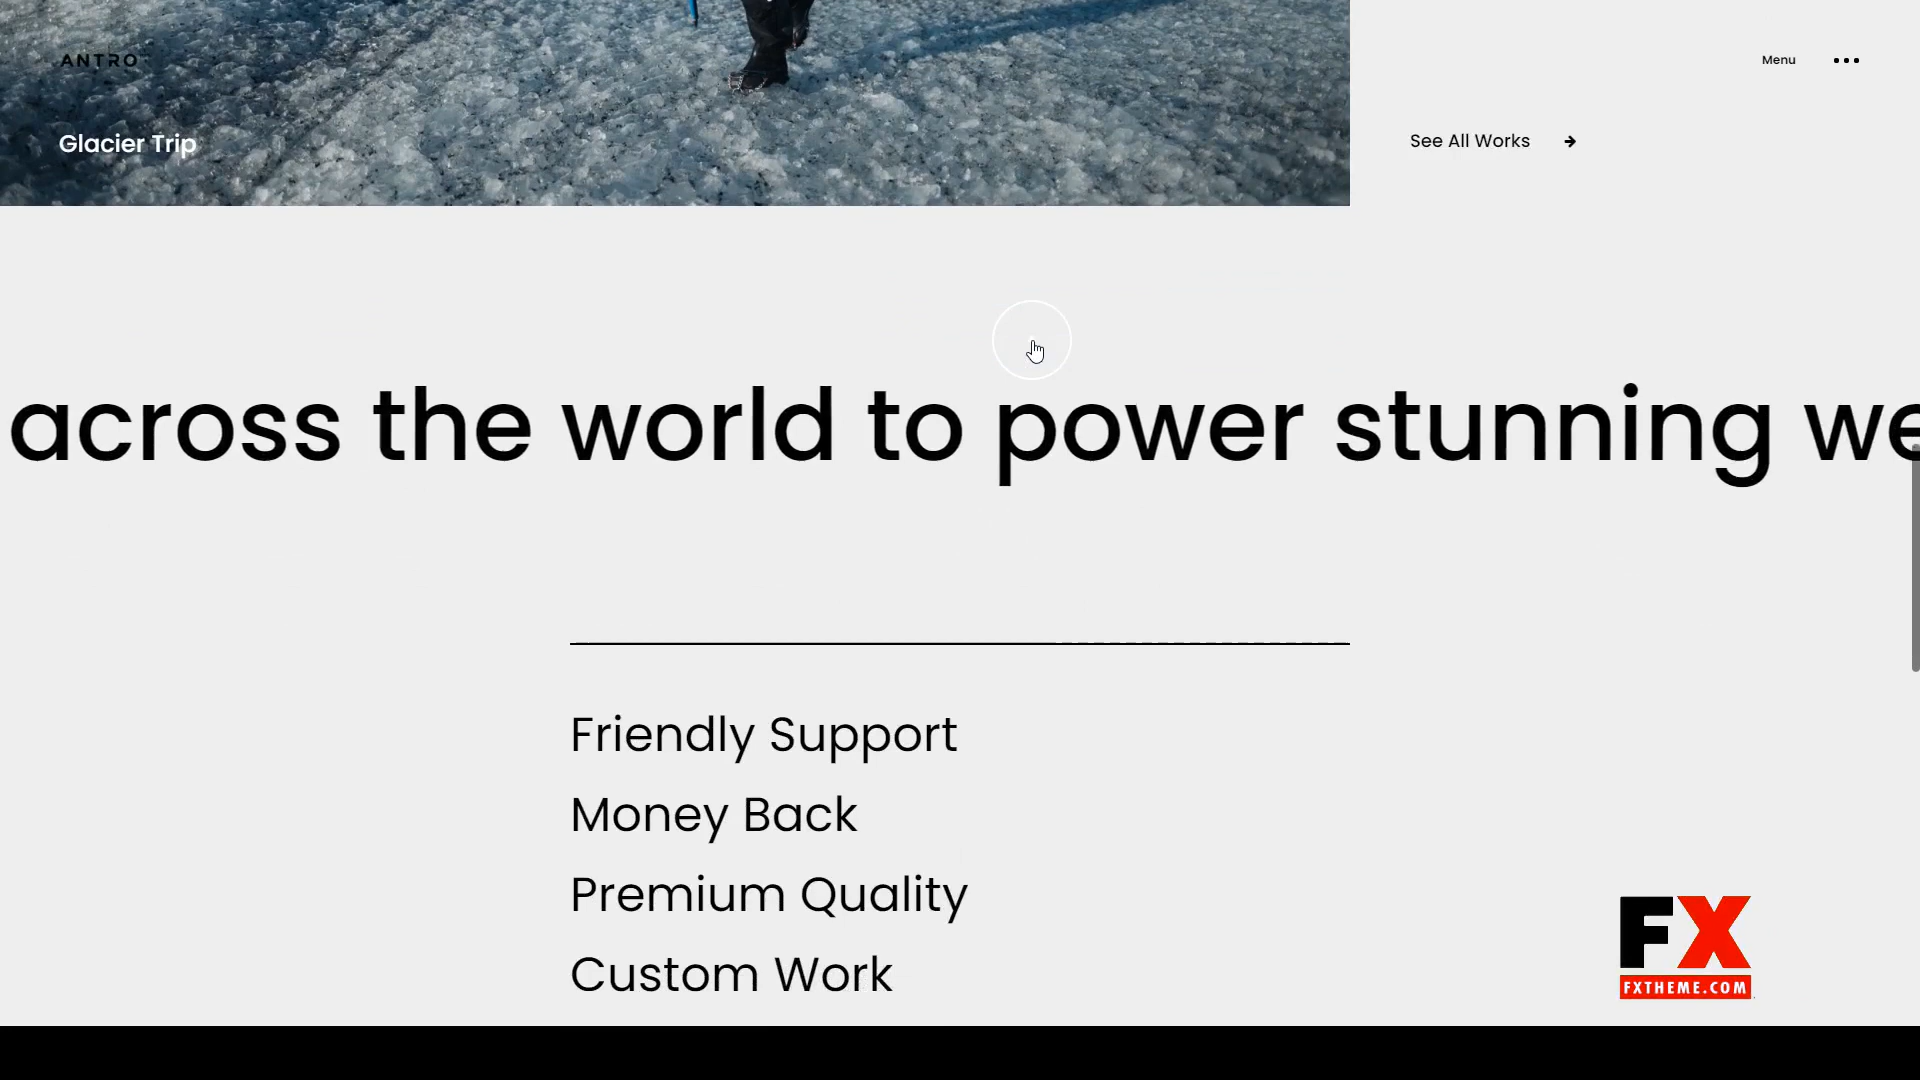 ANTRO
Menu
Glacier Trip
See All Works
across the world to power stunning we
Friendly Support
Money Back
Premium Quality
Custom Work
FX
FXTHEME.COM